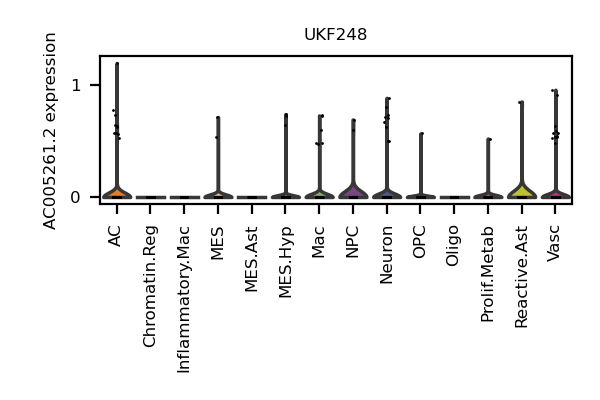 UKF248
AC005261.2 expression
1
0
AC
Chromatin.Reg
Inflammatory.Mac
MES
MES.Ast
MES.Hyp
Mac
NPC
Neuron
OPC
Oligo
Prolif.Metab
Reactive.Ast
Vasc